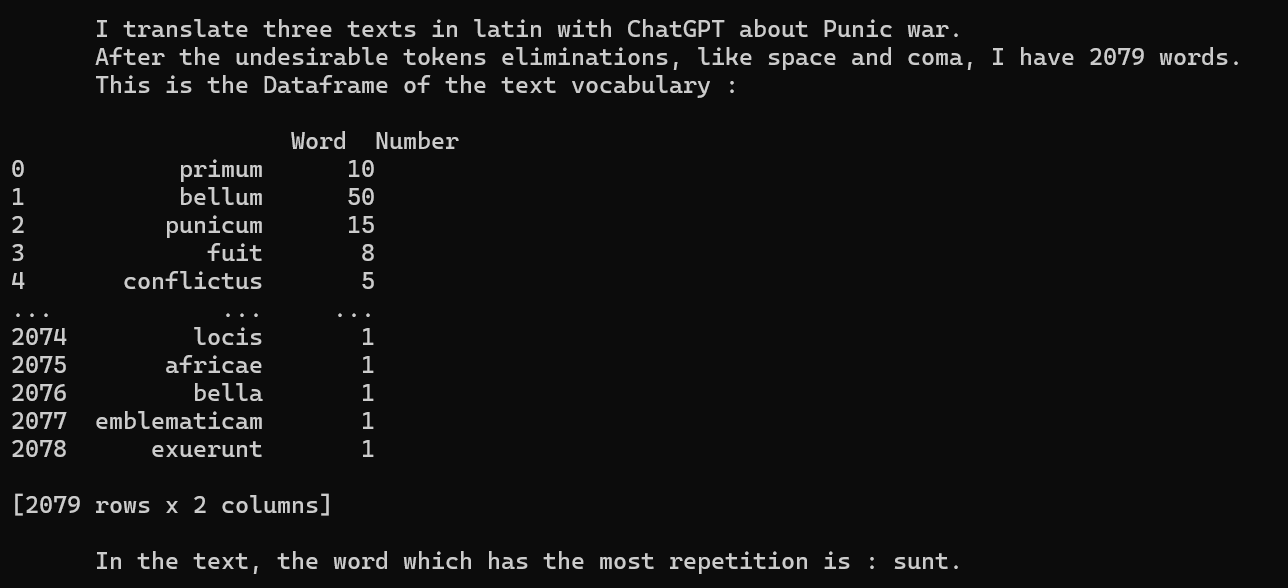 I translate three texts in latin with ChatGPT about Punic war.
After the undesirable tokens eliminations, like space and coma, I have 2079 words.
This is the Dataframe of the text vocabulary :
Word Number
0 primum 10
1 bellum 50
2 punicum 15
3 fuit 8
4 conflictus 5
... ... ...
2074 locis 1
2075 africae 1
2076 bella 1
2077 emblematicam 1
2078 exuerunt 1
[2079 rows x 2 columns]
In the text, the word which has the most repetition is : sunt.